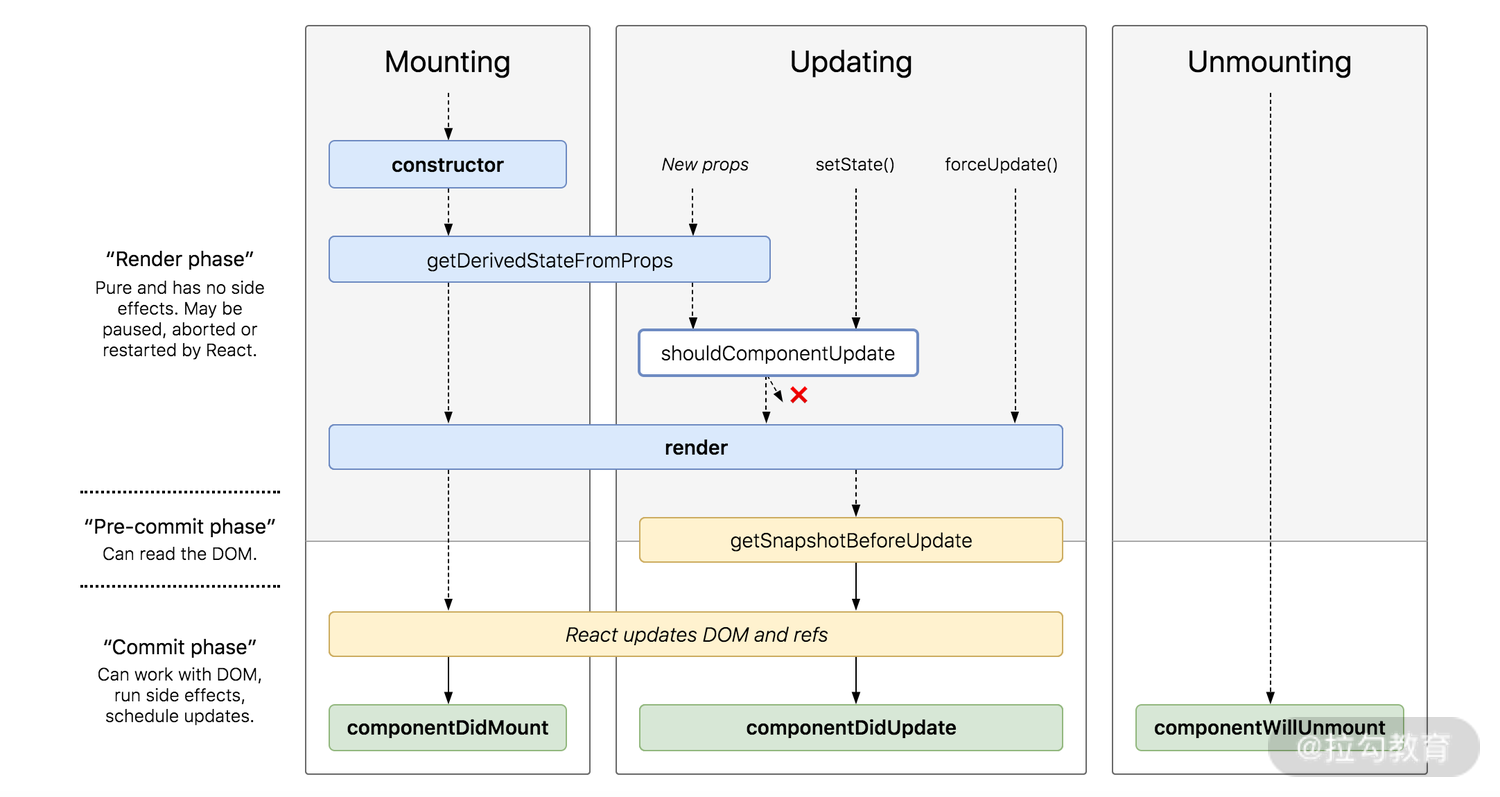 Mounting
Updating
Unmounting
constructor
New props
setState()
forceUpdate()
“Render phase”
Pure and has no side
effects. May be
paused, aborted or
restarted by React.
getDerivedStateFromProps
shouldComponentUpdate
render
“Pre-commit phase”
Can read the DOM.
getSnapshotBeforeUpdate
“Commit phase”
Can work with DOM,
run side effects,
schedule updates.
React updates DOM and refs
componentDidMount
componentDidUpdate
componentWillUnmount
@拉勾教育